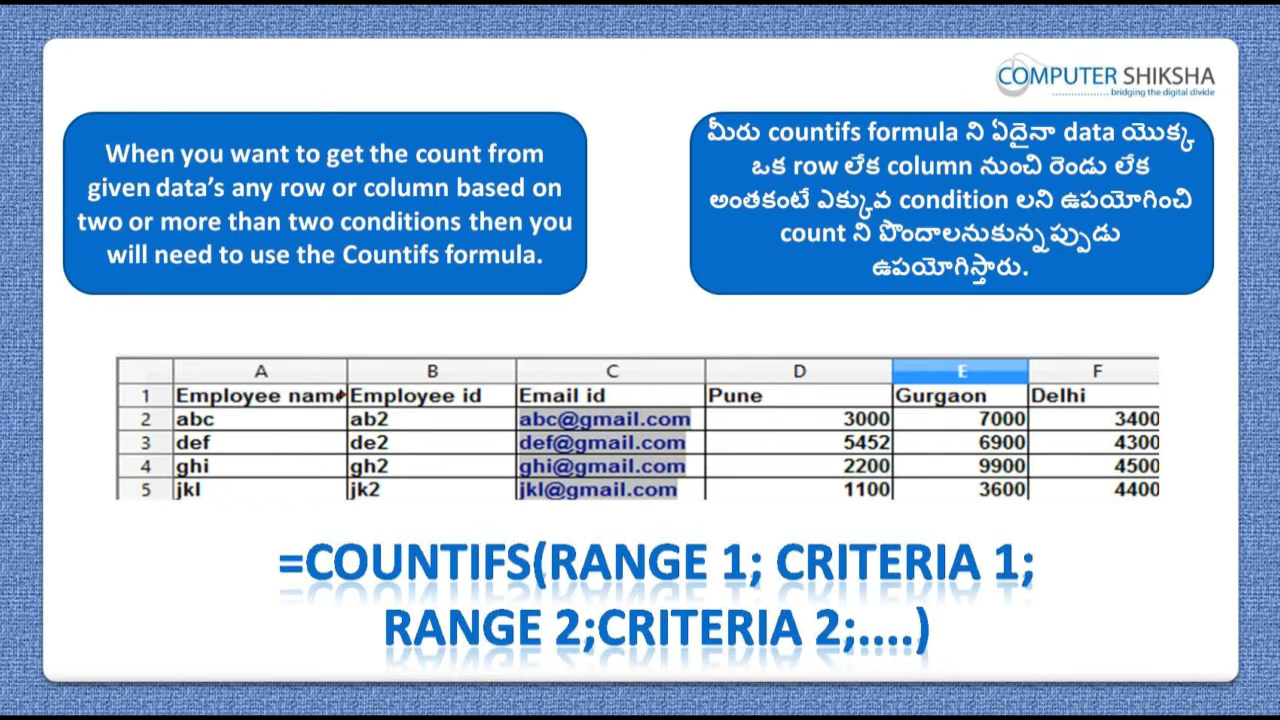 COMPUTER SHIKSHA
.................. bridging the digital divide
When you want to get the count from
given data’s any row or column based on
two or more than two conditions then you
will need to use the Countifs formula.
మీరు countifs formula ని ఏదైనా data యొక్క
ఒక row లేక column నుంచి రెండు లేక
అంతకంటే ఎక్కువ condition లని ఉపయోగించి
count ని పొందాలనుకున్నప్పుడు
ఉపయోగిస్తారు.
A B C D E F
1 Employee name Employee id Email id Pune Gurgaon Delhi
2 abc ab2 abc@gmail.com 3000 7000 3400
3 def de2 def@gmail.com 5452 6900 4300
4 ghi gh2 ghi@gmail.com 2200 9900 4500
5 jkl jk2 jkl@gmail.com 1100 3600 4400
=COUNTIFS(RANGE 1; CRITERIA 1;
RANGE 2;CRITERIA 2;....)